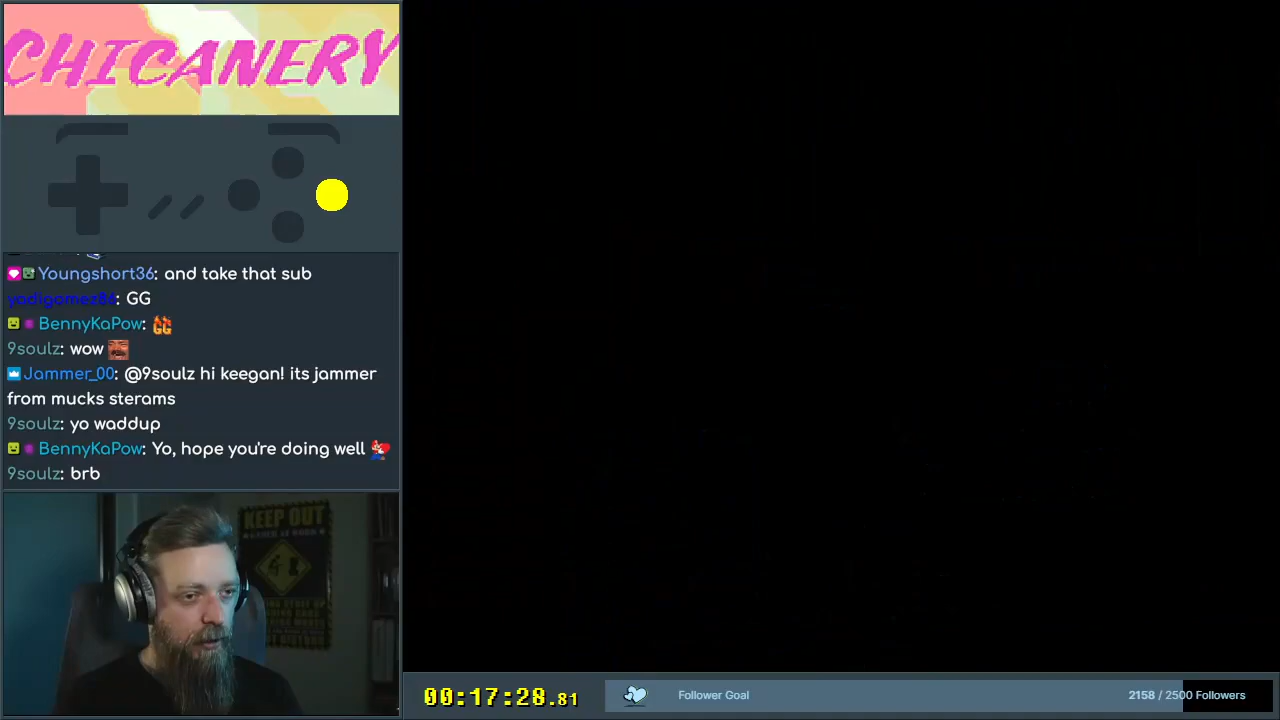 CHICANERY
Youngshort36: and take that sub
yadigomez86: GG
BennyKaPow: GG
9soulz: wow
Jammer_00: @9soulz hi keegan! its jammer
from mucks sterams
9soulz: yo waddup
BennyKaPow: Yo, hope you're doing well
9soulz: brb
KEEP OUT
00:17:28.81
Follower Goal
2158 / 2500 Followers